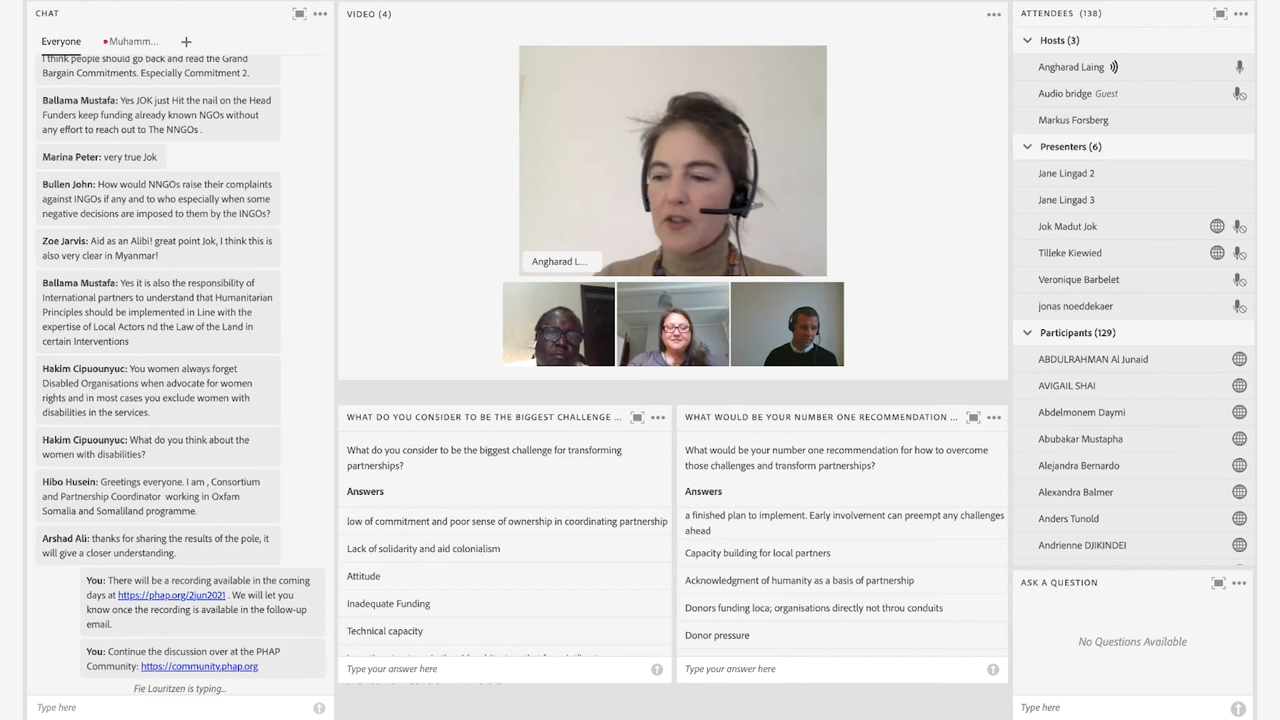 CHAT
Everyone
Muhamm...
I think people should go back and read the Grand
Bargain Commitments. Especially Commitment 2.
Ballama Mustafa: Yes JOK just Hit the nail on the Head
Funders keep funding already known NGOs without
any effort to reach out to The NNGOs .
Marina Peter: very true Jok
Bullen John: How would NNGOs raise their complaints
against INGOs if any and to who especially when some
negative decisions are imposed to them by the INGOs?
Zoe Jarvis: Aid as an Alibi! great point Jok, I think this is
also very clear in Myanmar!
Ballama Mustafa: Yes it is also the responsibility of
International partners to understand that Humanitarian
Principles should be implemented in Line with the
expertise of Local Actors nd the Law of the Land in
certain Interventions
Hakim Cipuounyuc: You women always forget
Disabled Organisations when advocate for women
rights and in most cases you exclude women with
disabilities in the services.
Hakim Cipuounyuc: What do you think about the
women with disabilities?
Hibo Husein: Greetings everyone. I am , Consortium
and Partnership Coordinator working in Oxfam
Somalia and Somaliland programme.
Arshad Ali: thanks for sharing the results of the pole, it
will give a closer understanding.
You: There will be a recording available in the coming
days at https://phap.org/2jun2021 . We will let you
know once the recording is available in the follow-up
email.
You: Continue the discussion over at the PHAP
Community: https://community.phap.org
Fie Lauritzen is typing...
Type here
VIDEO (4)
Angharad L...
WHAT DO YOU CONSIDER TO BE THE BIGGEST CHALLENGE ...
What do you consider to be the biggest challenge for transforming
partnerships?
Answers
low of commitment and poor sense of ownership in coordinating partnership
Lack of solidarity and aid colonialism
Attitude
Inadequate Funding
Technical capacity
Type your answer here
WHAT WOULD BE YOUR NUMBER ONE RECOMMENDATION ...
What would be your number one recommendation for how to overcome
those challenges and transform partnerships?
Answers
a finished plan to implement. Early involvement can preempt any challenges
ahead
Capacity building for local partners
Acknowledgment of humanity as a basis of partnership
Donors funding loca; organisations directly not throu conduits
Donor pressure
Type your answer here
ATTENDEES (138)
Hosts (3)
Angharad Laing
Audio bridge Guest
Markus Forsberg
Presenters (6)
Jane Lingad 2
Jane Lingad 3
Jok Madut Jok
Tilleke Kiewied
Veronique Barbelet
jonas noeddekaer
Participants (129)
ABDULRAHMAN Al Junaid
AVIGAIL SHAI
Abdelmonem Daymi
Abubakar Mustapha
Alejandra Bernardo
Alexandra Balmer
Anders Tunold
Andrienne DJIKINDEI
ASK A QUESTION
No Questions Available
Type here